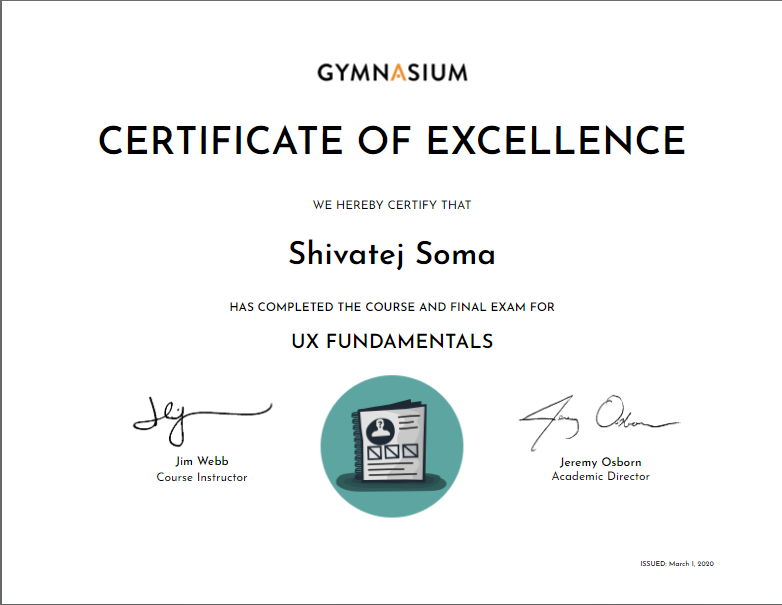 GYMNASIUM
CERTIFICATE OF EXCELLENCE
WE HEREBY CERTIFY THAT
Shivatej Soma
HAS COMPLETED THE COURSE AND FINAL EXAM FOR
UX FUNDAMENTALS
Jim Webb
Course Instructor
Jeremy Osborn
Academic Director
ISSUED: March 1, 2020